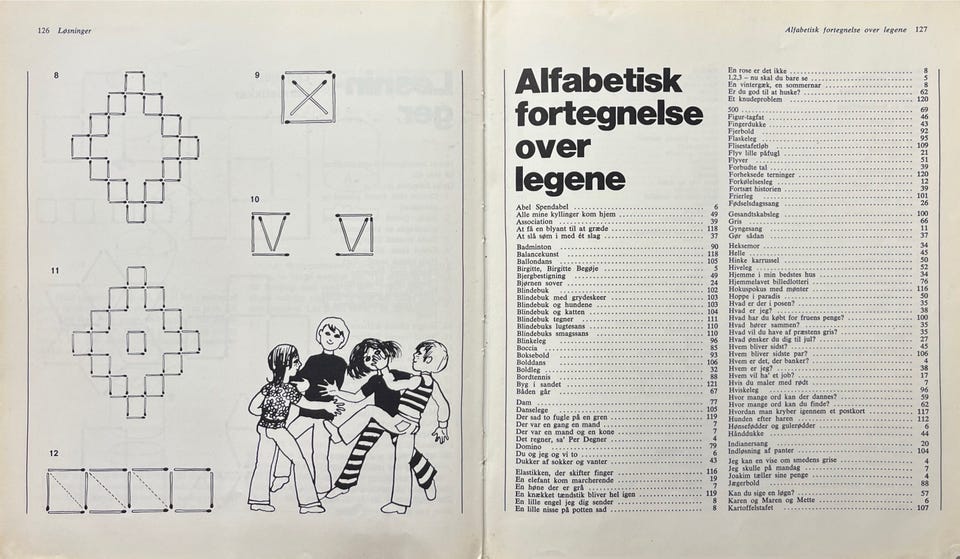 126 Løsninger
8
9
10
11
12
Alfabetisk fortegnelse over legene 127
Alfabetisk
fortegnelse
over
legene
Abel Spendabel 6
Alle mine kyllinger kom hjem 49
Association 39
At få en blyant til at græde 118
At slå søm i med ét slag 37
Badminton 90
Balancekunst 118
Ballondans 105
Birgitte, Birgitte Begøje 5
Bjergbestigning 49
Bjørnen sover 24
Blindebuk 102
Blindebuk med grydeskeer 103
Blindebuk og hundene 103
Blindebuk og katten 104
Blindebuk tegner 111
Blindebuks lugtesans 110
Blindebuks smagssans 110
Blinkeleg 96
Boccia 85
Boksebold 93
Bolddans 106
Boldleg 32
Bordtennis 88
Byg i sandet 121
Båden går 67
Dam 77
Danselege 105
Der sad to fugle på en gren 119
Der var en gang en mand 7
Der var en mand og en kone 7
Det regner, sa' Per Degner 4
Domino 79
Du og jeg og vi to 6
Dukker af sokker og vanter 43
Elastikken, der skifter finger 116
En elefant kom marcherende 19
En høne der er grå 7
En knækket tændstik bliver hel igen 119
En lille engel jeg dig sender 8
En lille nisse på potten sad 8
En rose er det ikke 8
1,2,3 – nu skal du bare se 5
En vintergæk, en sommernar 8
Er du god til at huske? 62
Et knudeproblem 120
500 69
Figur-tagfat 46
Fingerdukke 43
Fjerbold 92
Flaskeleg 95
Flisestafetløb 109
Flyv lille påfugl 21
Flyver 51
Forbudte tal 39
Forheksede terninger 120
Forkølelsesleg 12
Fortsæt historien 39
Frierleg 101
Fødselsdagssang 26
Gesandtskabsleg 100
Gris 66
Gyngesang 11
Gør sådan 37
Heksemor 34
Helle 45
Hinke karrussel 50
Hiveleg 52
Hjemme i min bedstes hus 34
Hjemmelavet billedlotteri 76
Hokuspokus med mønter 116
Hoppe i paradis 50
Hvad er der i posen? 35
Hvad er jeg? 38
Hvad har du købt for fruens penge? 100
Hvad hører sammen? 35
Hvad vil du have af præstens gris? 35
Hvad ønsker du dig til jul? 27
Hvem bliver sidst? 45
Hvem bliver sidste par? 106
Hvem er det, der banker? 4
Hvem er jeg? 38
Hvem vil ha' et job? 17
Hvis du maler med rødt 7
Hviskeleg 96
Hvor mange ord kan der dannes? 59
Hvor mange ord kan du finde? 62
Hvordan man kryber igennem et postkort 117
Hunden efter haren 112
Hønsefødder og gulerødder 6
Hånddukke 44
Indianersang 20
Indløsning af panter 104
Jeg kan en vise om smedens grise 4
Jeg skulle på mandag 7
Joakim tæller sine penge 4
Jægerbold 88
Kan du sige en løgn? 57
Karen og Maren og Mette 6
Kartoffelstafet 107